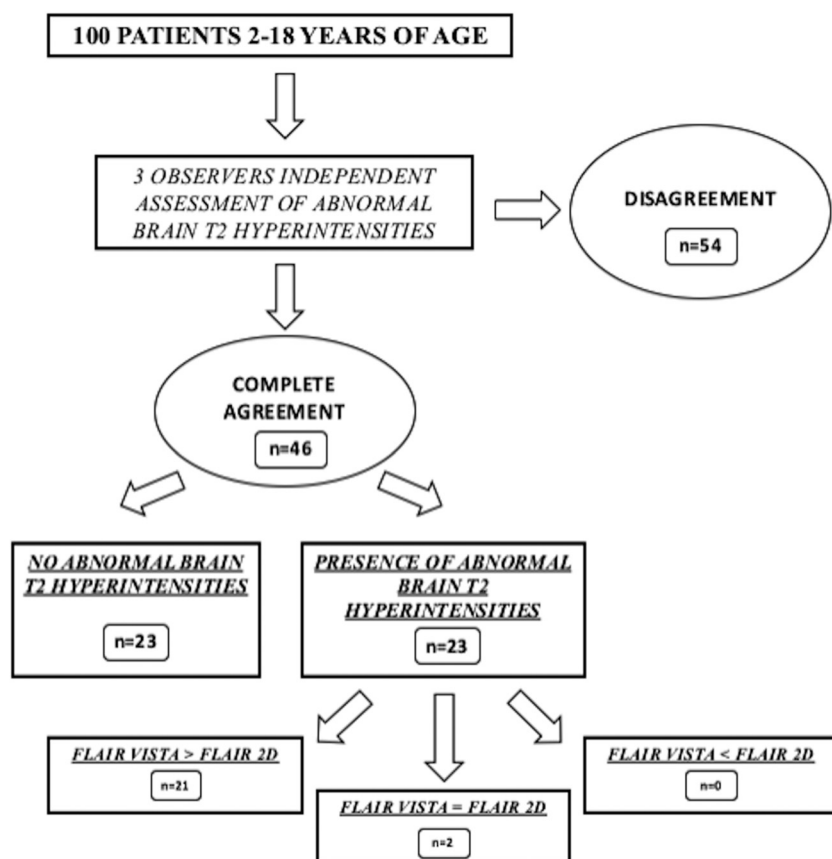 100 PATIENTS 2-18 YEARS OF AGE
3 OBSERVERS INDEPENDENT
ASSESSMENT OF ABNORMAL
BRAIN T2 HYPERINTENSITIES
DISAGREEMENT
n=54
COMPLETE
AGREEMENT
n=46
NO ABNORMAL BRAIN
T2 HYPERINTENSITIES
n=23
PRESENCE OF ABNORMAL
BRAIN T2
HYPERINTENSITIES
n=23
FLAIR VISTA > FLAIR 2D
n=21
FLAIR VISTA = FLAIR 2D
n=2
FLAIR VISTA < FLAIR 2D
n=0